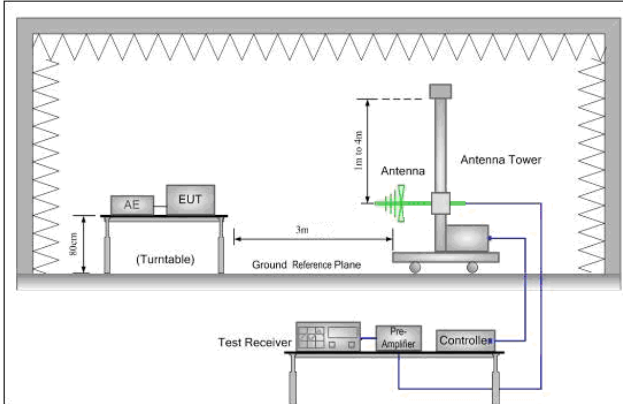 1m to 4m
Antenna
Antenna Tower
AE
EUT
80cm
(Turntable)
3m
Ground Reference Plane
Test Receiver
Pre-
Amplifier
Controller